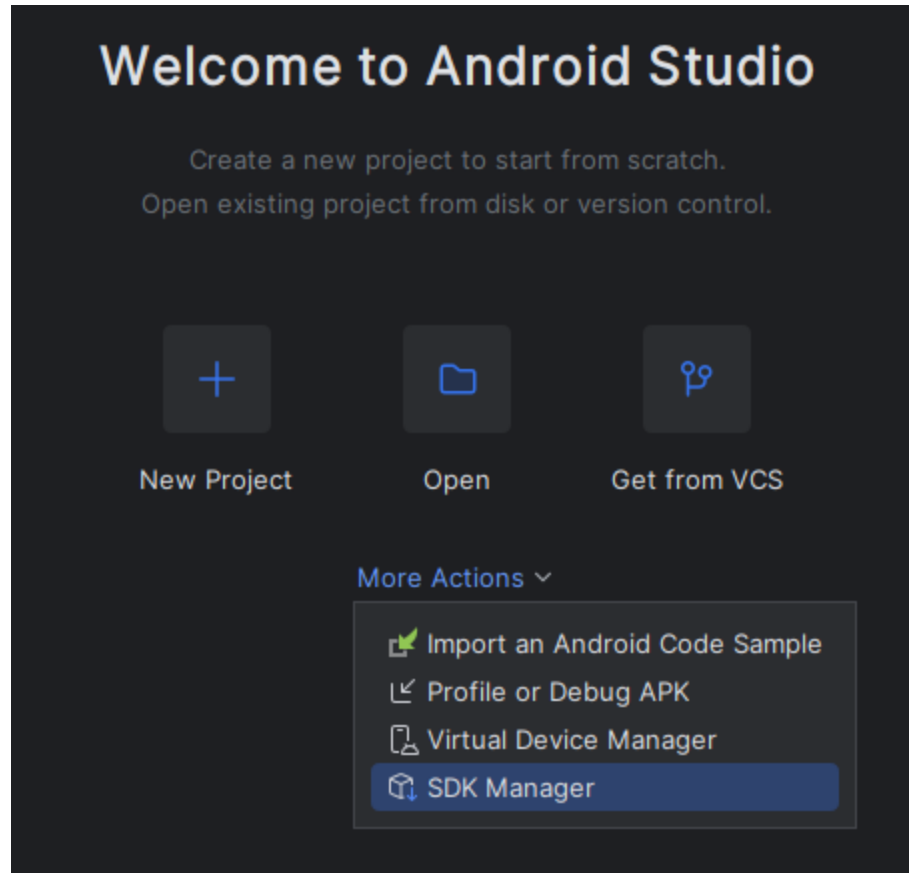 Welcome to Android Studio
Create a new project to start from scratch.
Open existing project from disk or version control.
New Project
Open
Get from VCS
More Actions
Import an Android Code Sample
Profile or Debug APK
Virtual Device Manager
SDK Manager